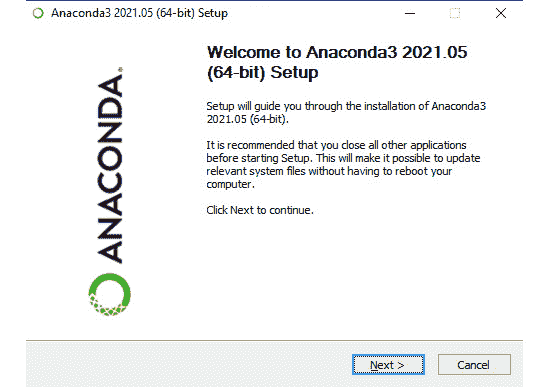 Anaconda3 2021.05 (64-bit) Setup
Welcome to Anaconda3 2021.05
(64-bit) Setup
Setup will guide you through the installation of Anaconda3
2021.05 (64-bit).
It is recommended that you close all other applications
before starting Setup. This will make it possible to update
relevant system files without having to reboot your
computer.
Click Next to continue.
ANACONDA.
Next >
Cancel